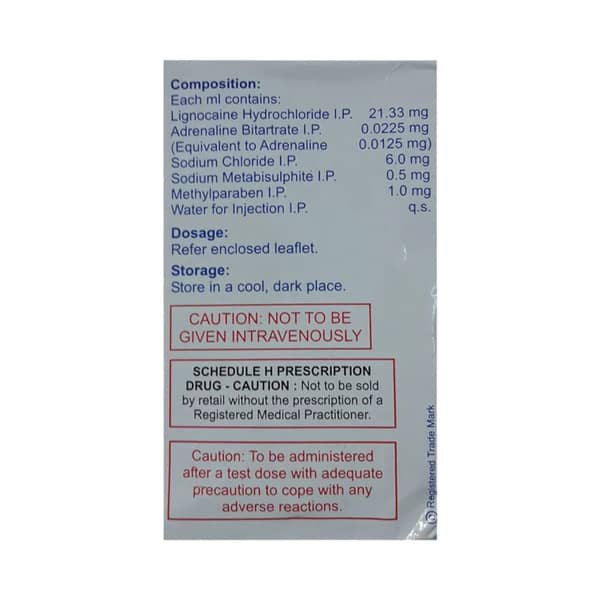 Composition:
Each ml contains:
Lignocaine Hydrochloride I.P. 21.33 mg
Adrenaline Bitartrate I.P. 0.0225 mg
(Equivalent to Adrenaline 0.0125 mg)
Sodium Chloride I.P. 6.0 mg
Sodium Metabisulphite I.P. 0.5 mg
Methylparaben I.P. 1.0 mg
Water for Injection I.P. q.s.
Dosage:
Refer enclosed leaflet.
Storage:
Store in a cool, dark place.
CAUTION: NOT TO BE
GIVEN INTRAVENOUSLY
SCHEDULE H PRESCRIPTION
DRUG - CAUTION : Not to be sold
by retail without the prescription of a
Registered Medical Practitioner.
Caution: To be administered
after a test dose with adequate
precaution to cope with any
adverse reactions.
® Registered Trade Mark